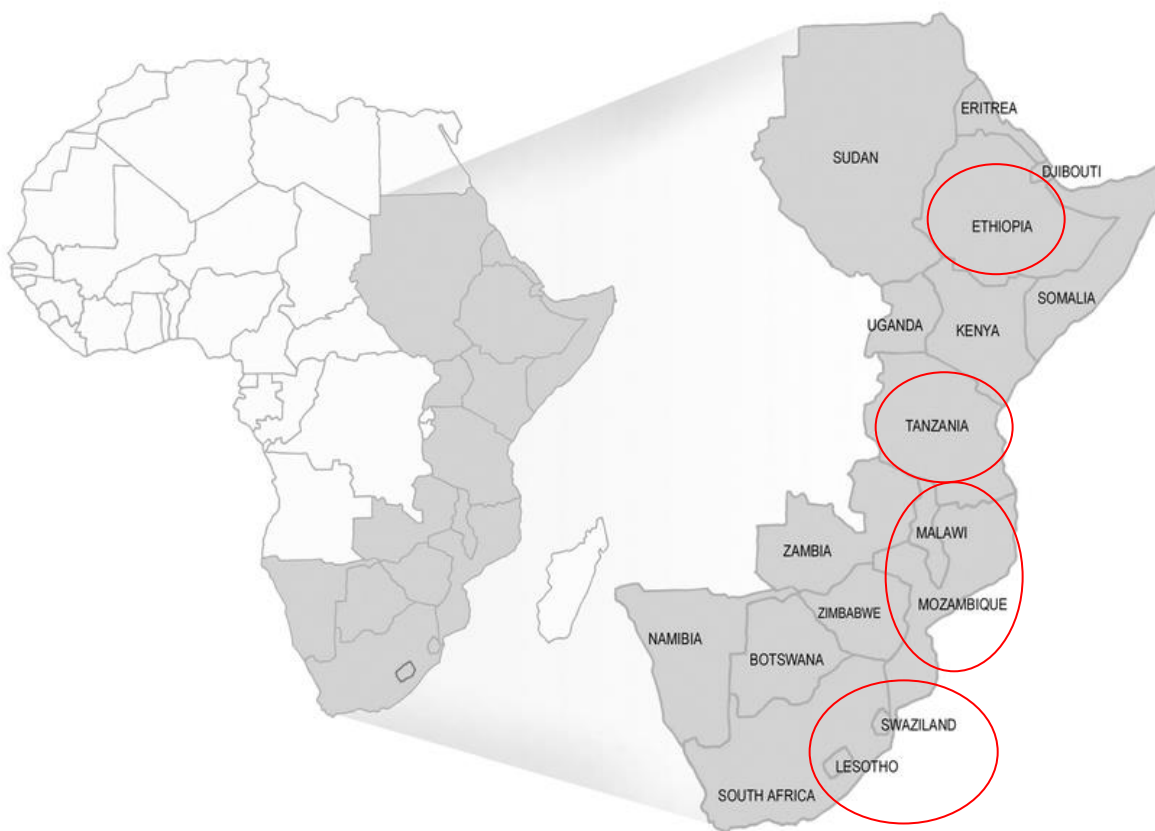 ERITREA
SUDAN
DJIBOUTI
ETHIOPIA
SOMALIA
UGANDA
KENYA
TANZANIA
MALAWI
ZAMBIA
MOZAMBIQUE
ZIMBABWE
NAMIBIA
BOTSWANA
SWAZILAND
LESOTHO
SOUTH AFRICA